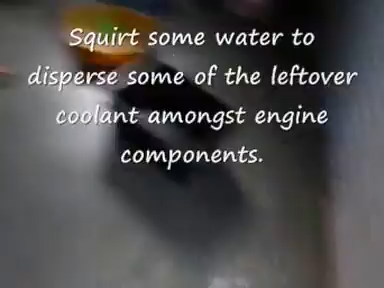 Squirt some water to
disperse some of the leftover
coolant amongst engine
components.